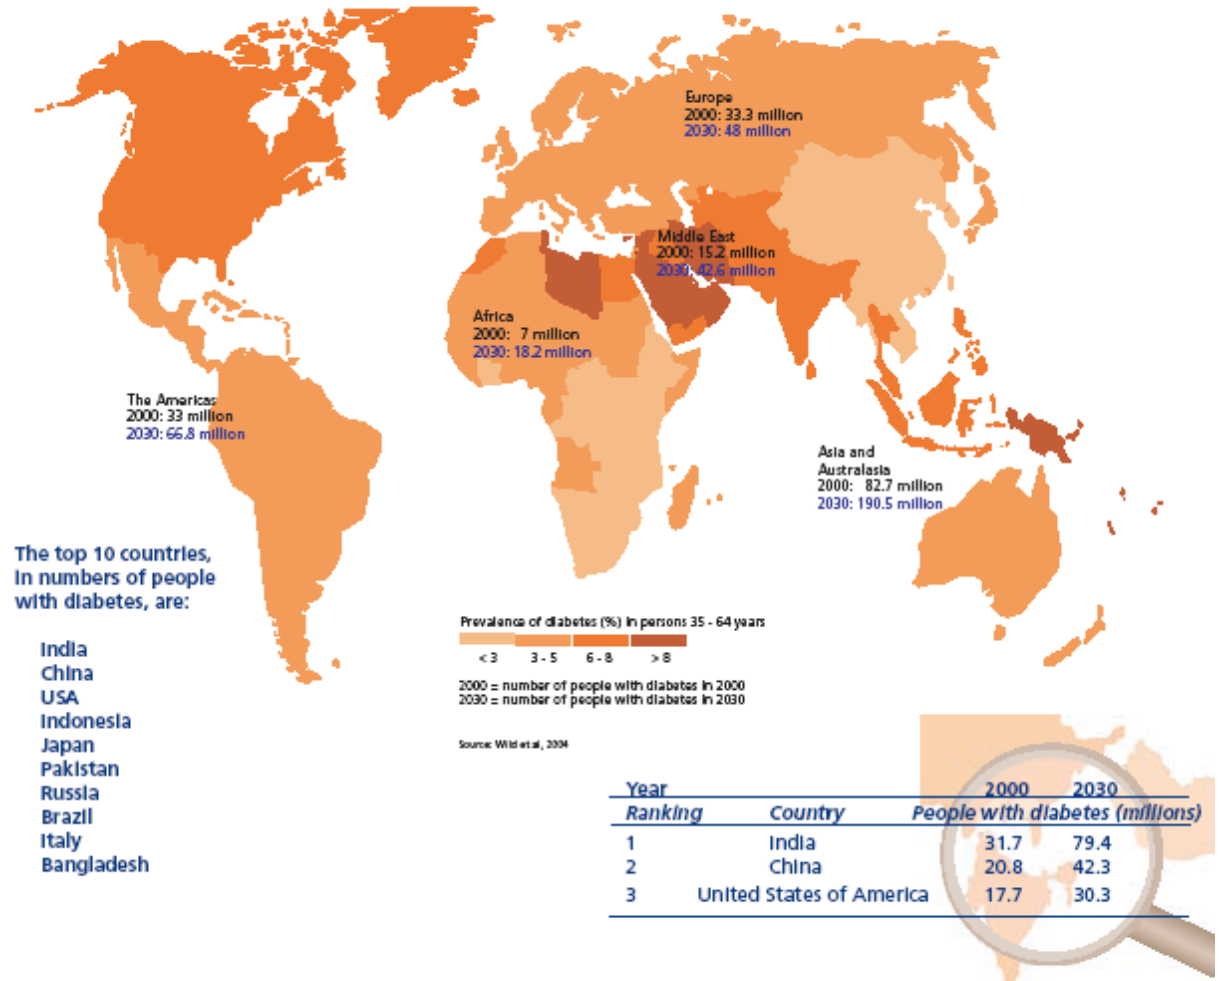 Europe
2000: 33.3 million
2030: 48 million
Middle East
2000: 15.2 million
2030: 42.6 million
Africa
2000: 7 million
2030: 18.2 million
The Americas
2000: 33 million
2030: 66.8 million
Asia and
Australasia
2000: 82.7 million
2030: 190.5 million
The top 10 countries,
in numbers of people
with diabetes, are:
India
China
USA
Indonesia
Japan
Pakistan
Russia
Brazil
Italy
Bangladesh
Prevalence of diabetes (%) in persons 35 - 64 years
< 3 3 - 5 6 - 8 > 8
2000 = number of people with diabetes in 2000
2030 = number of people with diabetes in 2030
Source: Wild et al, 2004
Year 2000 2030
Ranking Country People with diabetes (millions)
1 India 31.7 79.4
2 China 20.8 42.3
3 United States of America 17.7 30.3